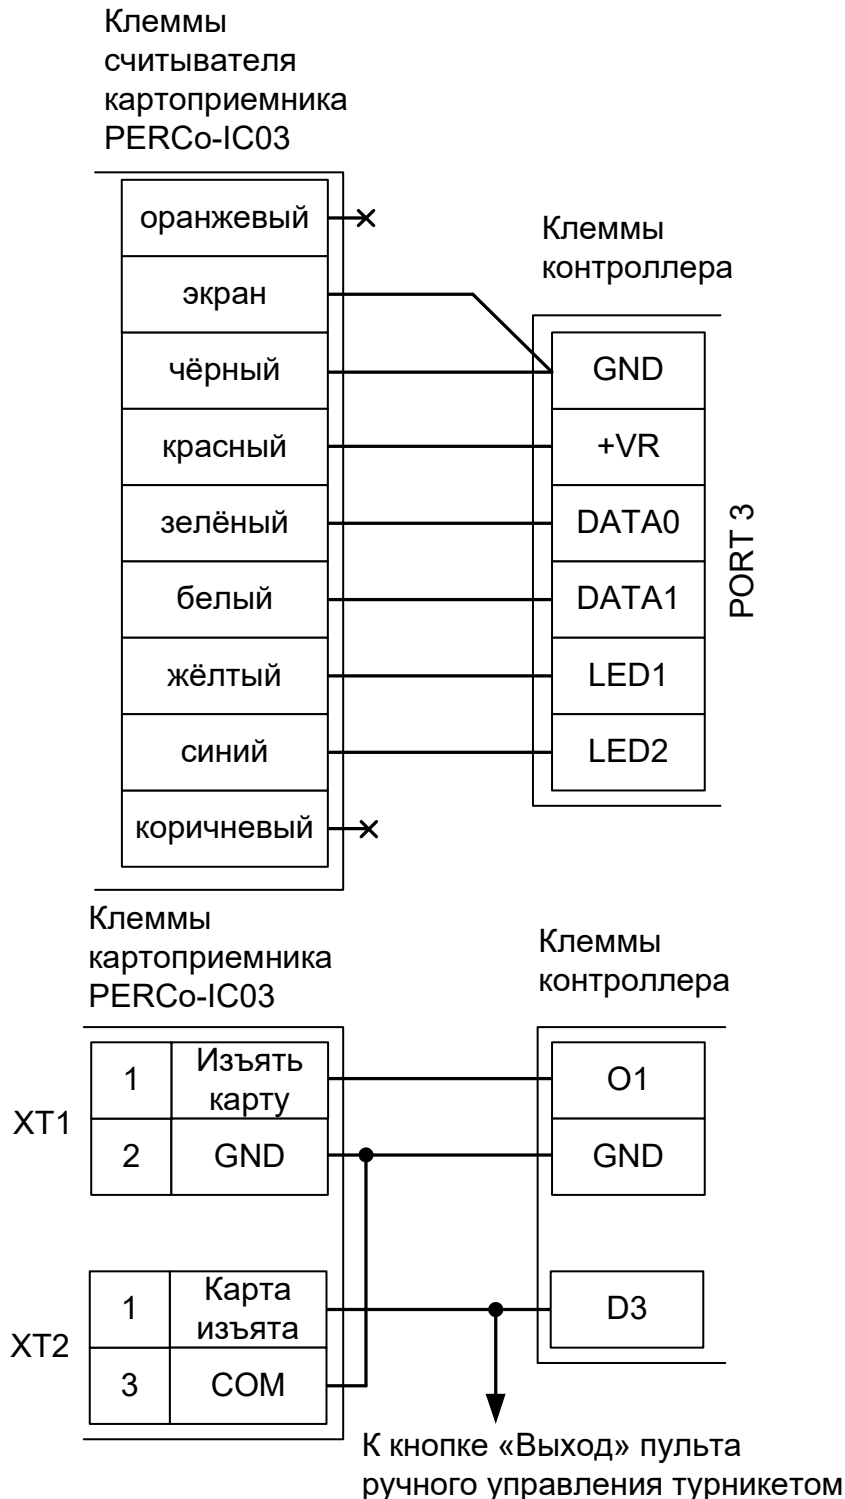 Клеммы
считывателя
картоприемника
PERCo-IC03
оранжевый
экран
чёрный
красный
зелёный
белый
жёлтый
синий
коричневый
Клеммы
контроллера
GND
+VR
DATA0
DATA1
LED1
LED2
PORT 3
Клеммы
картоприемника
PERCo-IC03
Клеммы
контроллера
XT1
1
Изъять
карту
2
GND
O1
GND
XT2
1
Карта
изъята
3
COM
D3
К кнопке «Выход» пульта
ручного управления турникетом